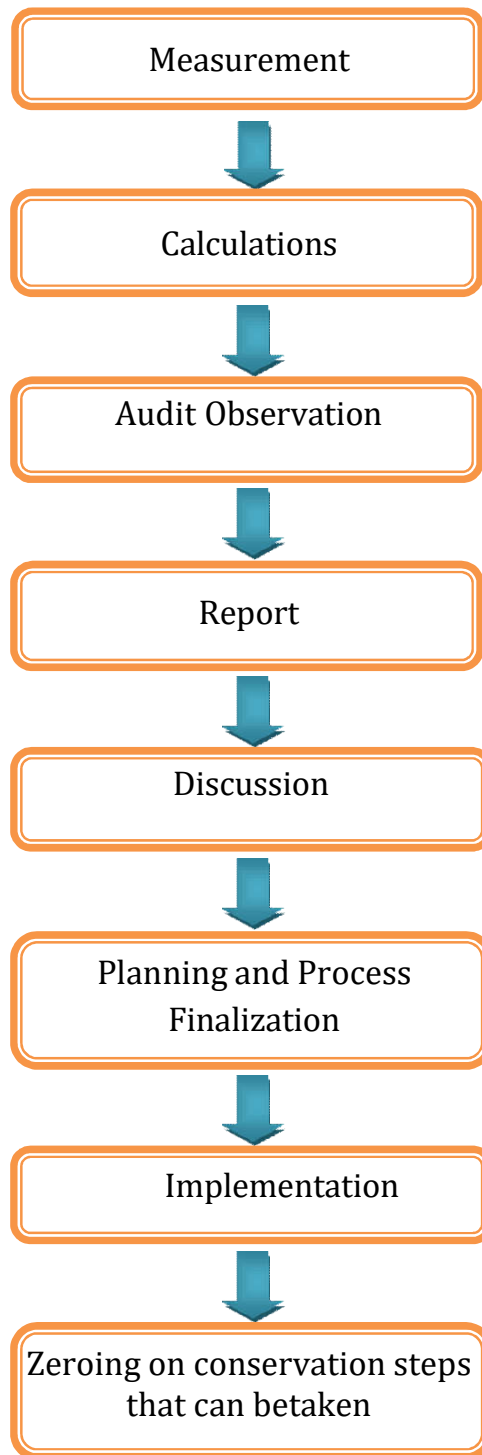 Measurement
Calculations
Audit Observation
Report
Discussion
Planning and Process
Finalization
Implementation
Zeroing on conservation steps
that can betaken